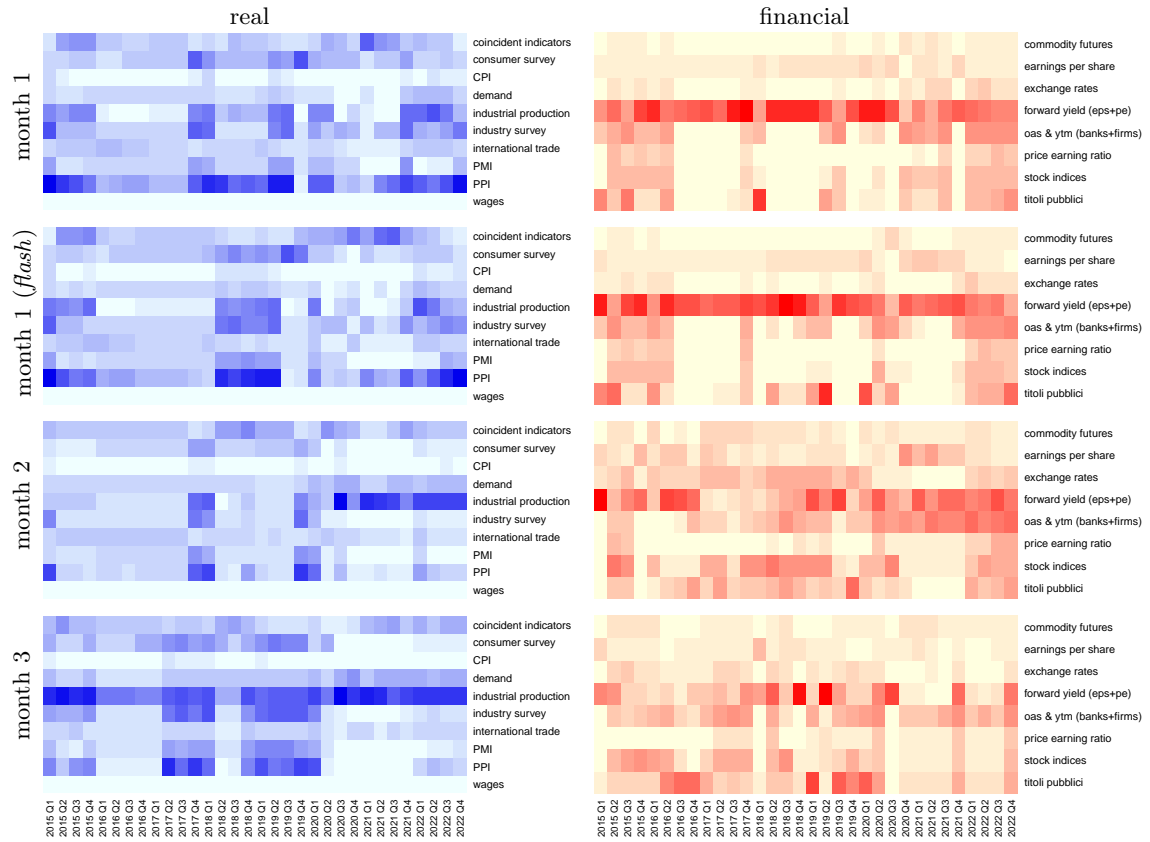 real
financial
month 1
coincident indicators
consumer survey
CPI
demand
industrial production
industry survey
international trade
PMI
PPI
wages
commodity futures
earnings per share
exchange rates
forward yield (eps+pe)
oas & ytm (banks+firms)
price earning ratio
stock indices
titoli pubblici
month 1 (flash)
coincident indicators
consumer survey
CPI
demand
industrial production
industry survey
international trade
PMI
PPI
wages
commodity futures
earnings per share
exchange rates
forward yield (eps+pe)
oas & ytm (banks+firms)
price earning ratio
stock indices
titoli pubblici
month 2
coincident indicators
consumer survey
CPI
demand
industrial production
industry survey
international trade
PMI
PPI
wages
commodity futures
earnings per share
exchange rates
forward yield (eps+pe)
oas & ytm (banks+firms)
price earning ratio
stock indices
titoli pubblici
month 3
coincident indicators
consumer survey
CPI
demand
industrial production
industry survey
international trade
PMI
PPI
wages
commodity futures
earnings per share
exchange rates
forward yield (eps+pe)
oas & ytm (banks+firms)
price earning ratio
stock indices
titoli pubblici
2015 Q1
2015 Q2
2015 Q3
2015 Q4
2016 Q1
2016 Q2
2016 Q3
2016 Q4
2017 Q1
2017 Q2
2017 Q3
2017 Q4
2018 Q1
2018 Q2
2018 Q3
2018 Q4
2019 Q1
2019 Q2
2019 Q3
2019 Q4
2020 Q1
2020 Q2
2020 Q3
2020 Q4
2021 Q1
2021 Q2
2021 Q3
2021 Q4
2022 Q1
2022 Q2
2022 Q3
2022 Q4
2015 Q1
2015 Q2
2015 Q3
2015 Q4
2016 Q1
2016 Q2
2016 Q3
2016 Q4
2017 Q1
2017 Q2
2017 Q3
2017 Q4
2018 Q1
2018 Q2
2018 Q3
2018 Q4
2019 Q1
2019 Q2
2019 Q3
2019 Q4
2020 Q1
2020 Q2
2020 Q3
2020 Q4
2021 Q1
2021 Q2
2021 Q3
2021 Q4
2022 Q1
2022 Q2
2022 Q3
2022 Q4